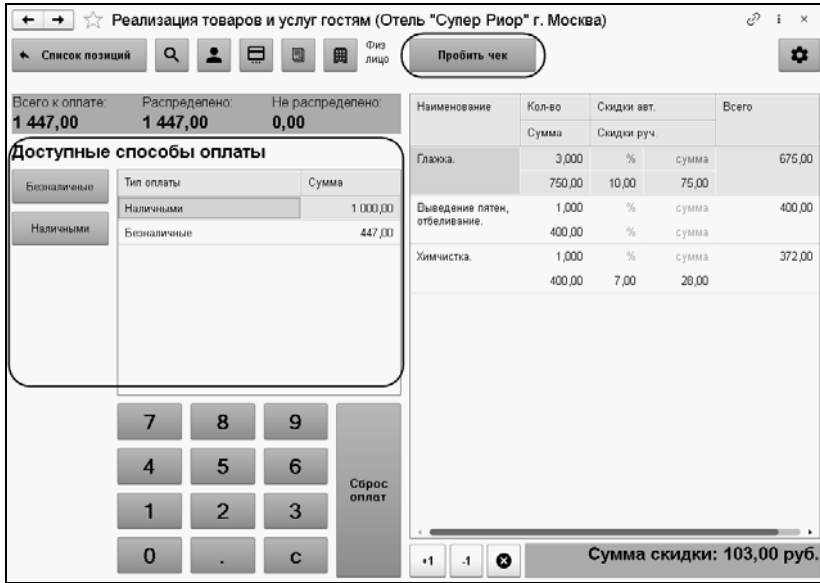 Реализация товаров и услуг гостям (Отель "Супер Риор" г. Москва)
Список позиций
Физ лицо
Пробить чек
Всего к оплате: Распределено: Не распределено:
1 447,00 1 447,00 0,00
Доступные способы оплаты
Безналичные
Наличными
Тип оплаты Сумма
Наличными 1 000,00
Безналичные 447,00
7 8 9
4 5 6
1 2 3
0 . C
Сброс оплат
Наименование Кол-во Скидки авт. Всего
Сумма Скидки руч.
Глажка. 3,000 % сумма 675,00
750,00 10,00 75,00
Выведение пятен, 1,000 % сумма 400,00
отбеливание. 400,00 % сумма
Химчистка. 1,000 % сумма 372,00
400,00 7,00 28,00
+1 -1
Сумма скидки: 103,00 руб.